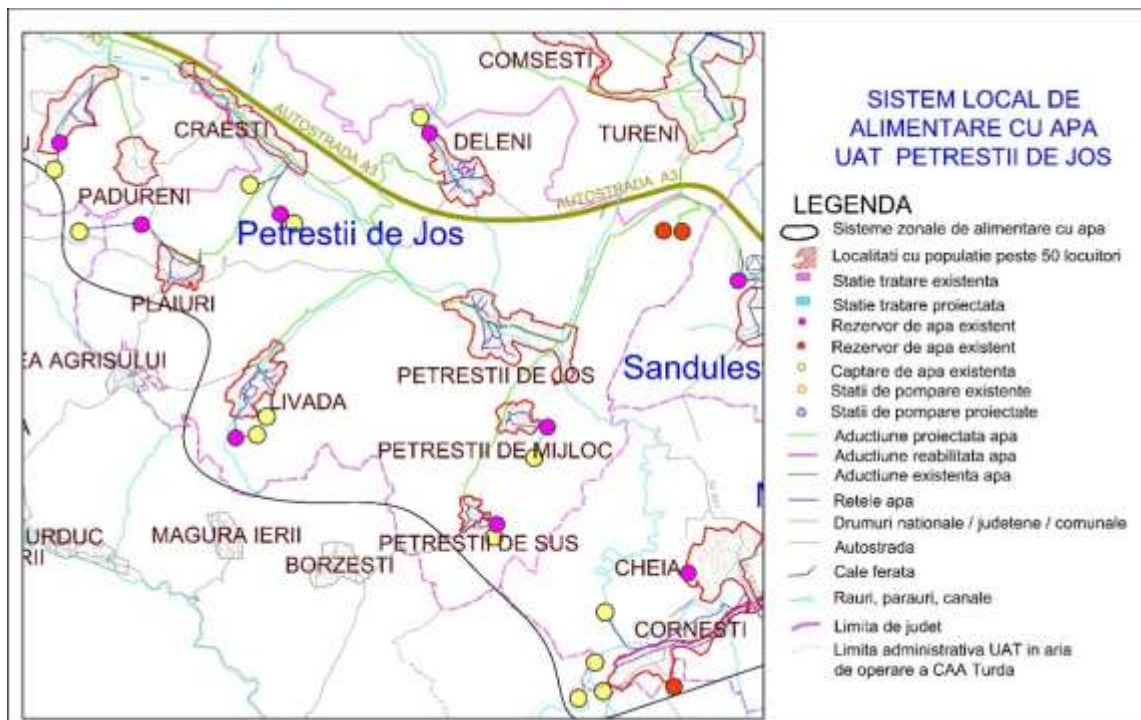 COMSESTI
CRAESTI
DELENI
TURENI
AUTOSTRADA A3
PADURENI
AUTOSTRADA A3
Petrestii de Jos
PLAIURI
EA AGRISULUI
PETRESTII DE JOS
Sandules
LIVADA
PETRESTII DE MIJLOC
URDUC
MAGURA IERII
PETRESTII DE SUS
BORZESTI
CHEIA
CORNESTI
SISTEM LOCAL DE
ALIMENTARE CU APA
UAT PETRESTII DE JOS
LEGENDA
Sisteme zonale de alimentare cu apa
Localitati cu populatie peste 50 locuitori
Statie tratare existenta
Statie tratare proiectata
Rezervor de apa existent
Rezervor de apa existent
Captare de apa existenta
Statii de pompare existente
Statii de pompare proiectate
Aductiune proiectata apa
Aductiune reabilitata apa
Aductiune existenta apa
Retele apa
Drumuri nationale / judetene / comunale
Autostrada
Cale ferata
Rauri, parauri, canale
Limita de judet
Limita administrativa UAT in aria
de operare a CAA Turda